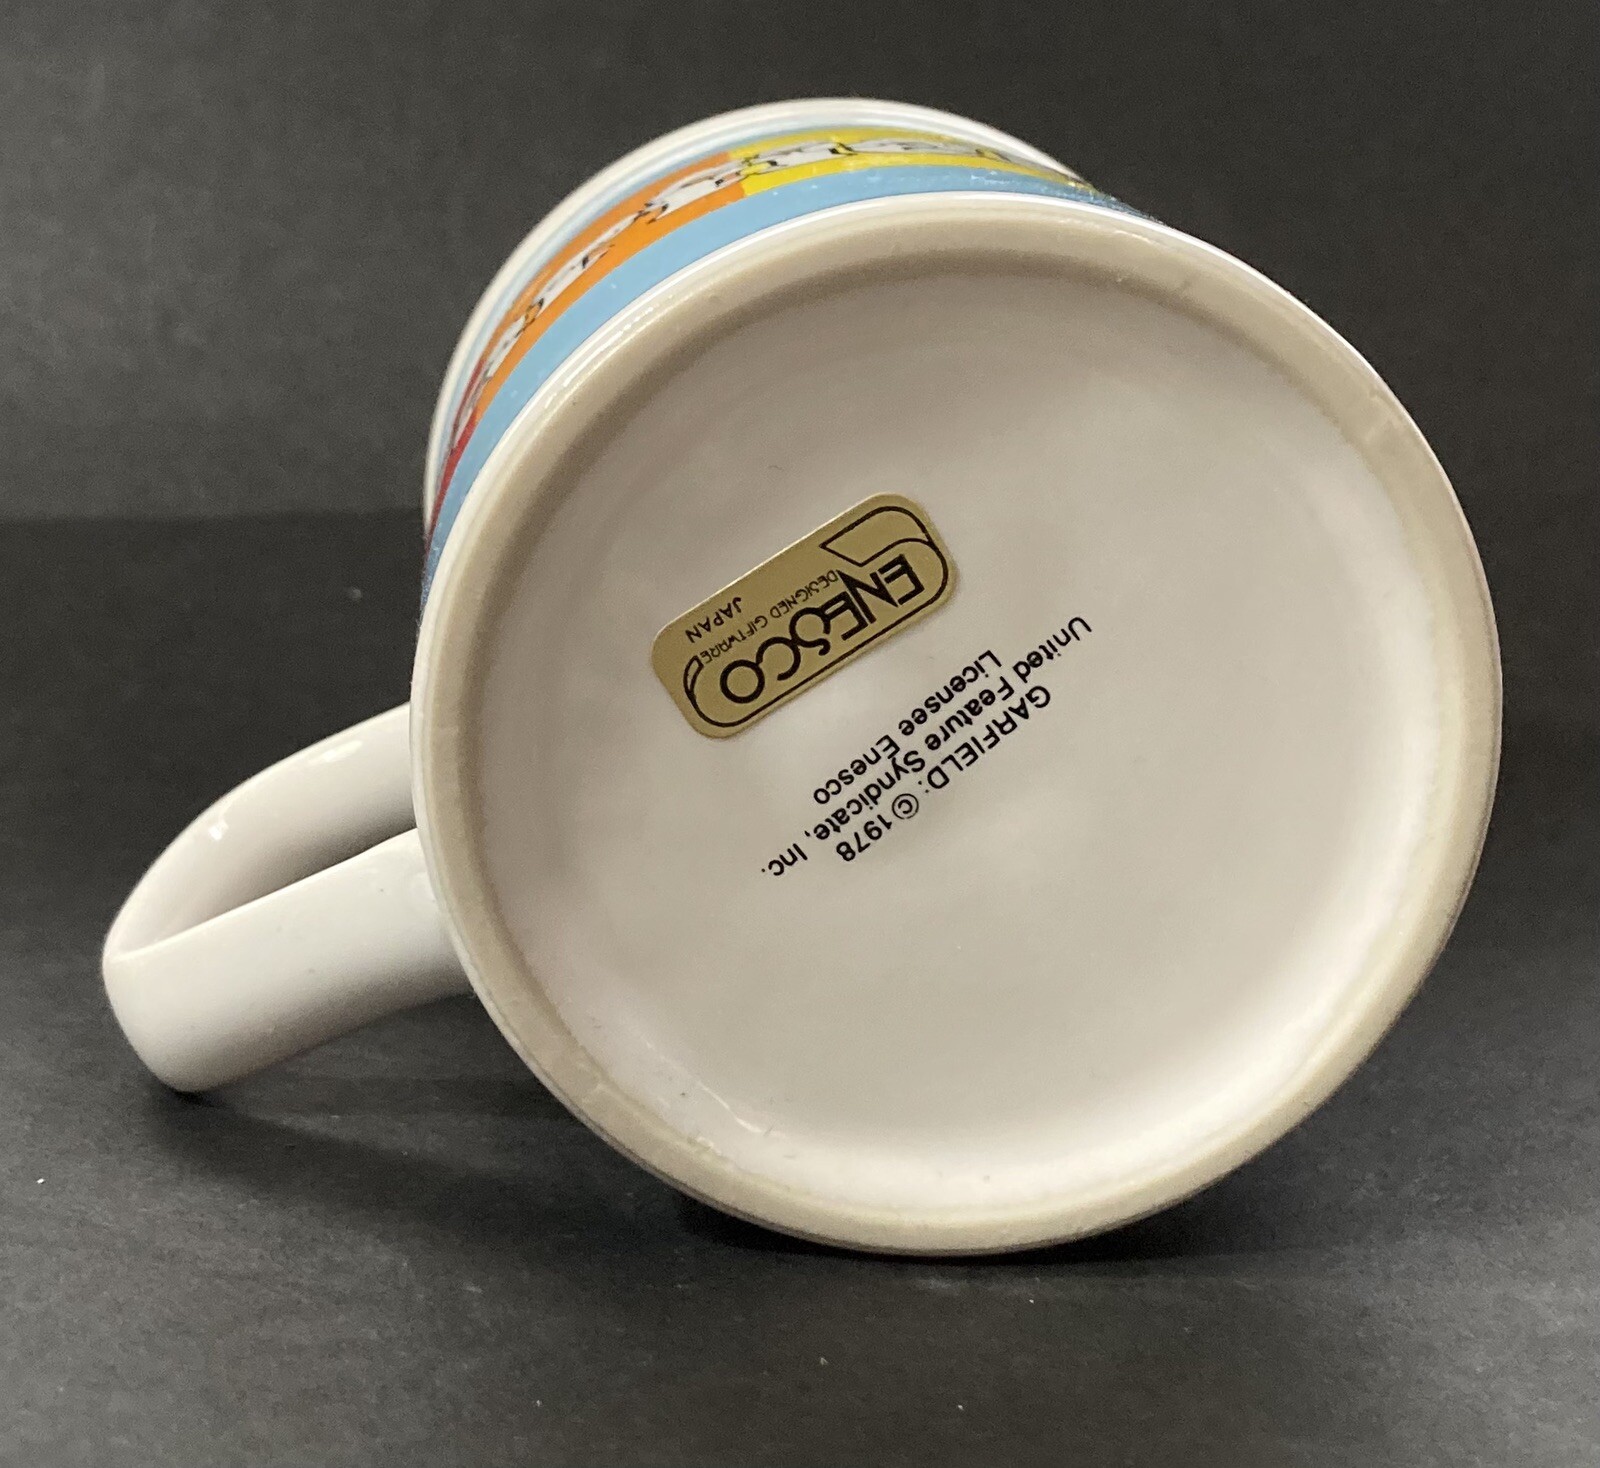 ENESCO
DESIGNED GIFTWARE
JAPAN
GARFIELD: © 1978
United Feature Syndicate, Inc.
Licensee Enesco